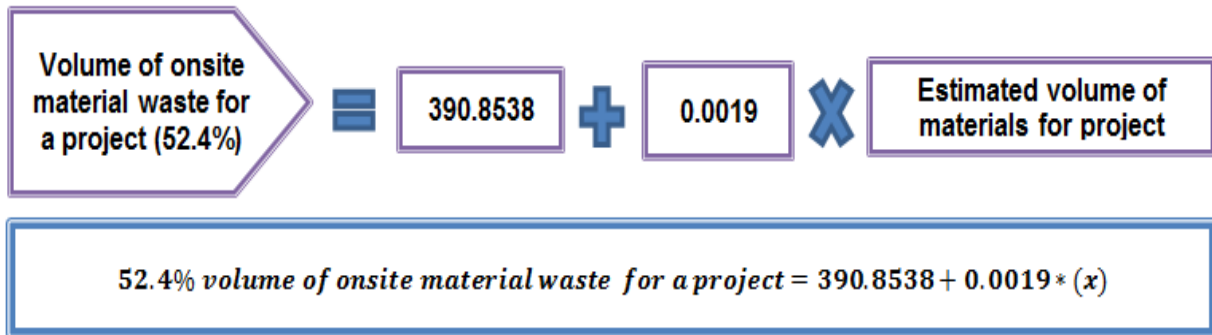 Volume of onsite
material waste for
a project (52.4%)
=
390.8538
+
0.0019
X
Estimated volume of
materials for project
52.4% volume of onsite material waste for a project = 390.8538 + 0.0019 * (x)